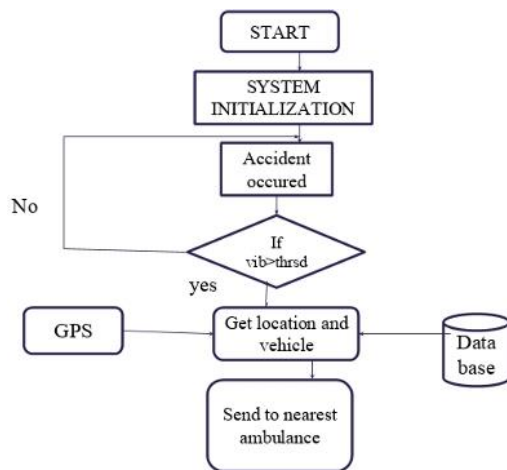 START
SYSTEM
INITIALIZATION
Accident
occured
No
If
vib>thrsd
yes
GPS
Get location and
vehicle
Data
base
Send to nearest
ambulance